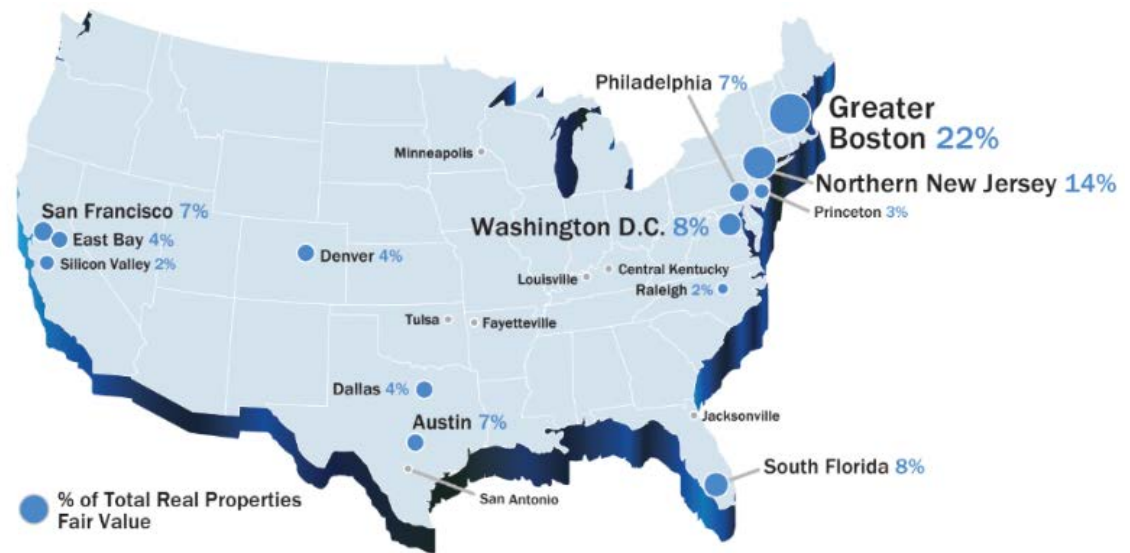 Philadelphia 7%
Greater
Boston 22%
Minneapolis
Northern New Jersey 14%
Princeton 3%
San Francisco 7%
Washington D.C. 8%
East Bay 4%
Denver 4%
Silicon Valley 2%
Central Kentucky
Louisville
Raleigh 2%
Tulsa
Fayetteville
Dallas 4%
Jacksonville
Austin 7%
South Florida 8%
San Antonio
% of Total Real Properties
Fair Value